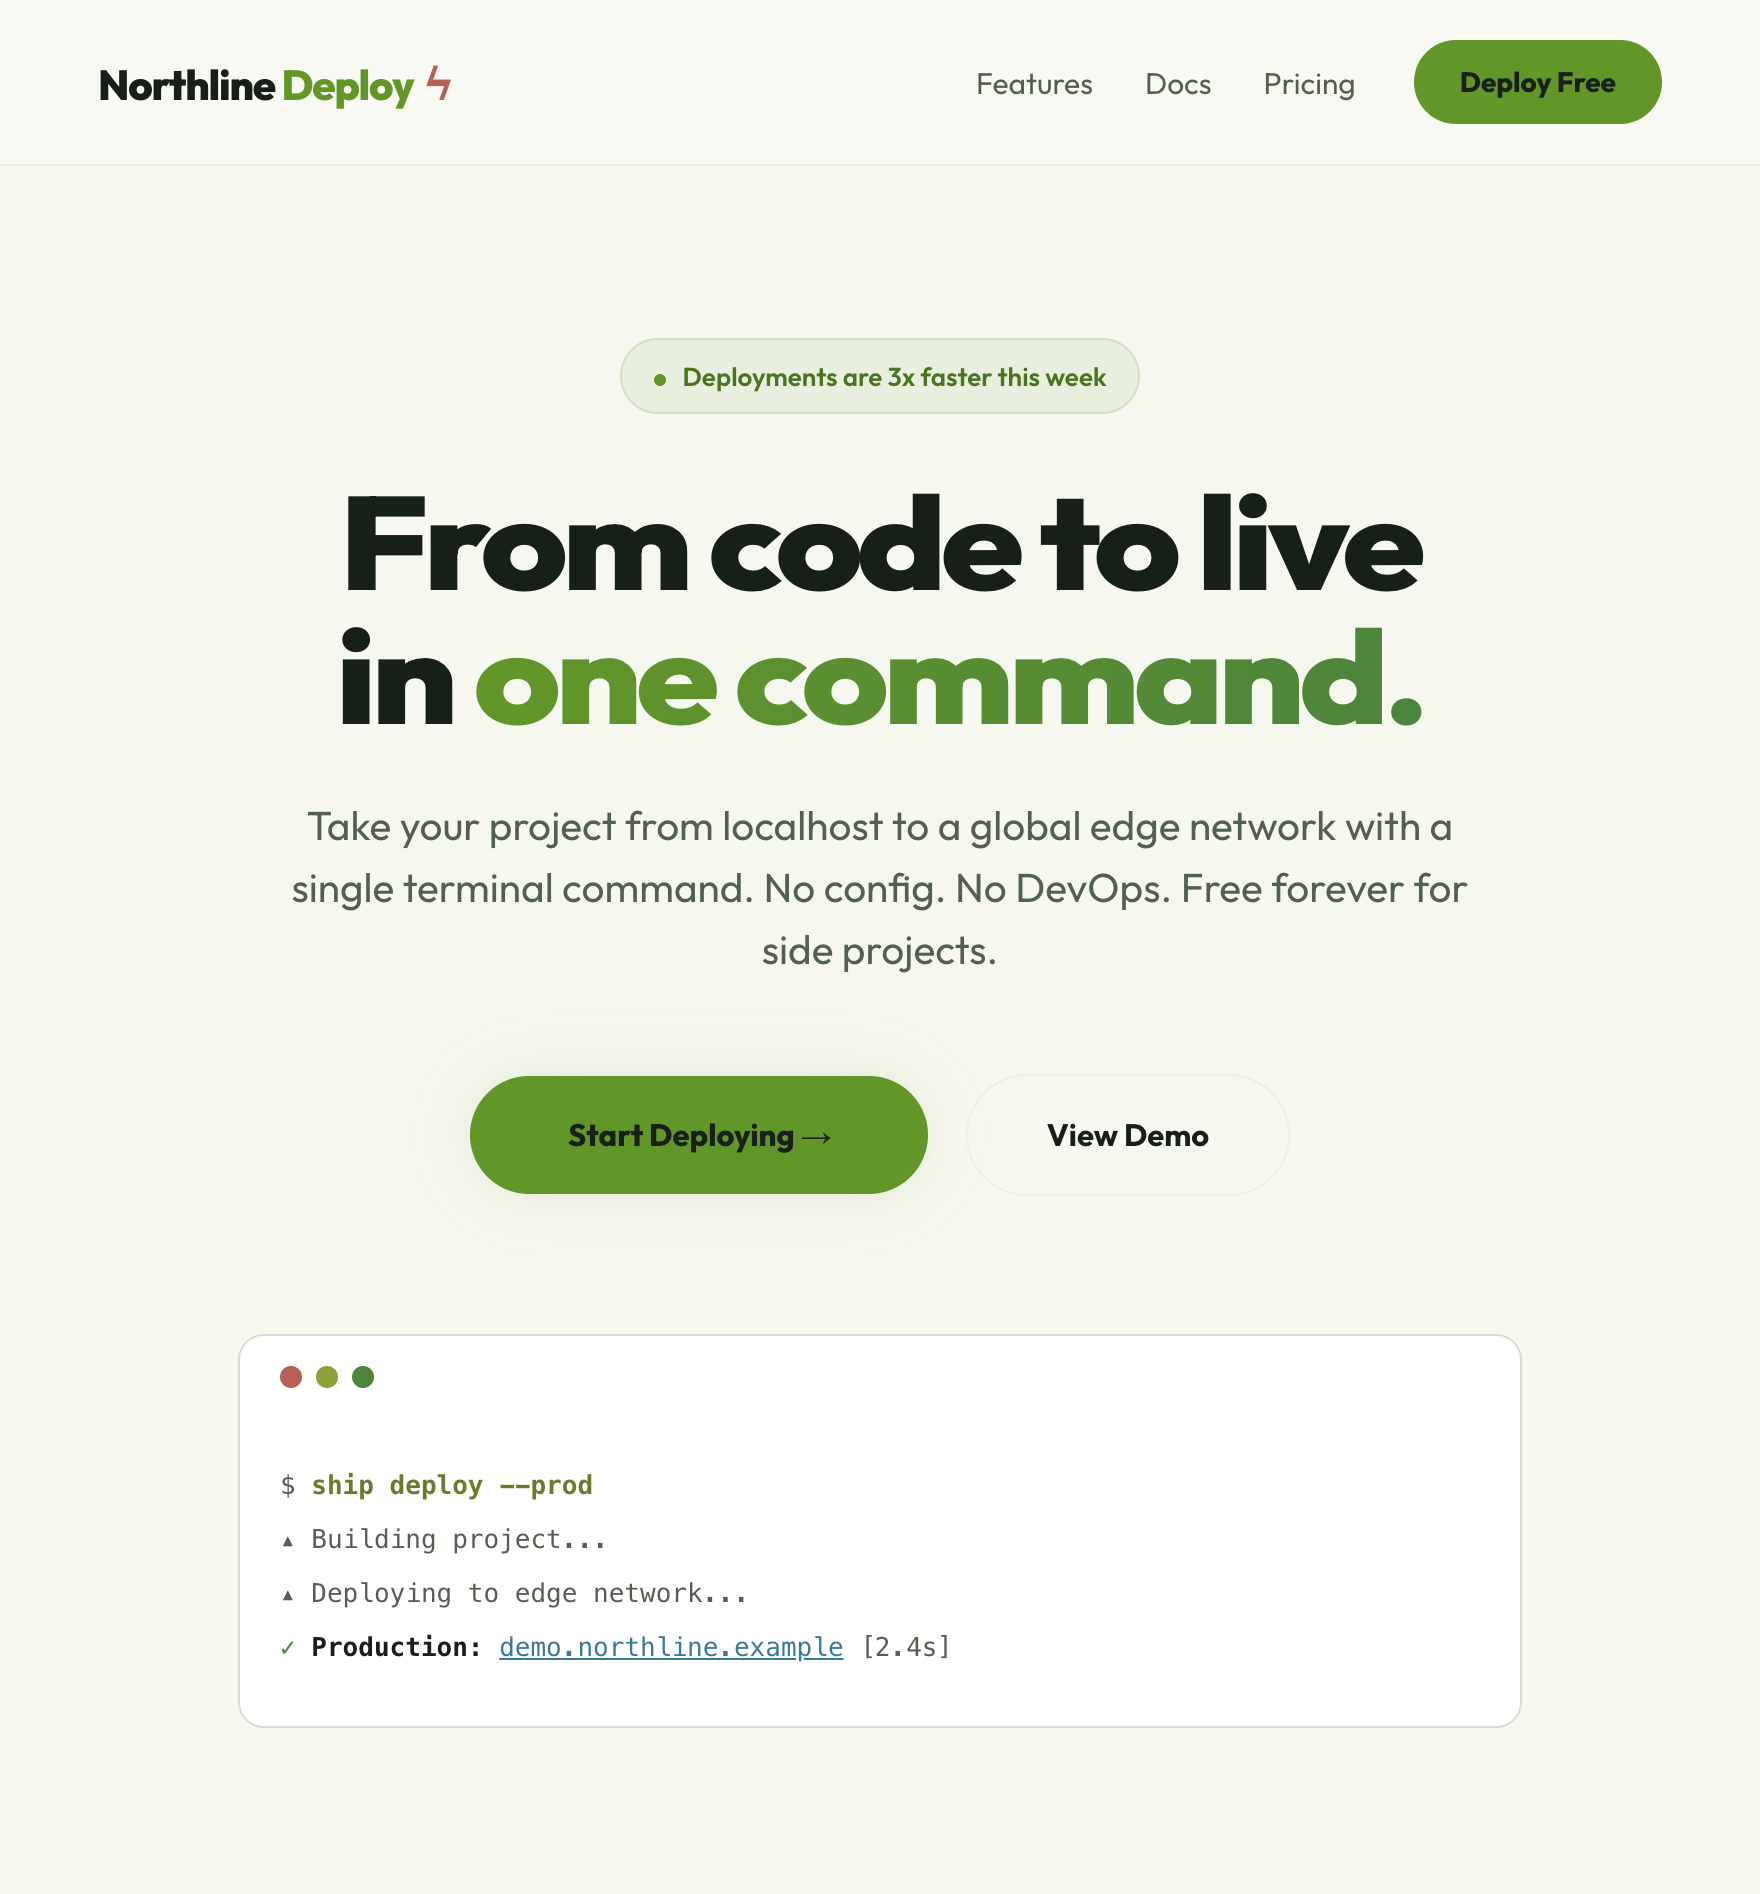 Northline Deploy ϟ
Features
Docs
Pricing
Deploy Free
Deployments are 3x faster this week
From code to live
in one command.
Take your project from localhost to a global edge network with a
single terminal command. No config. No DevOps. Free forever for
side projects.
Start Deploying →
View Demo
$ ship deploy --prod
▲ Building project...
▲ Deploying to edge network...
✓ Production: demo.northline.example [2.4s]